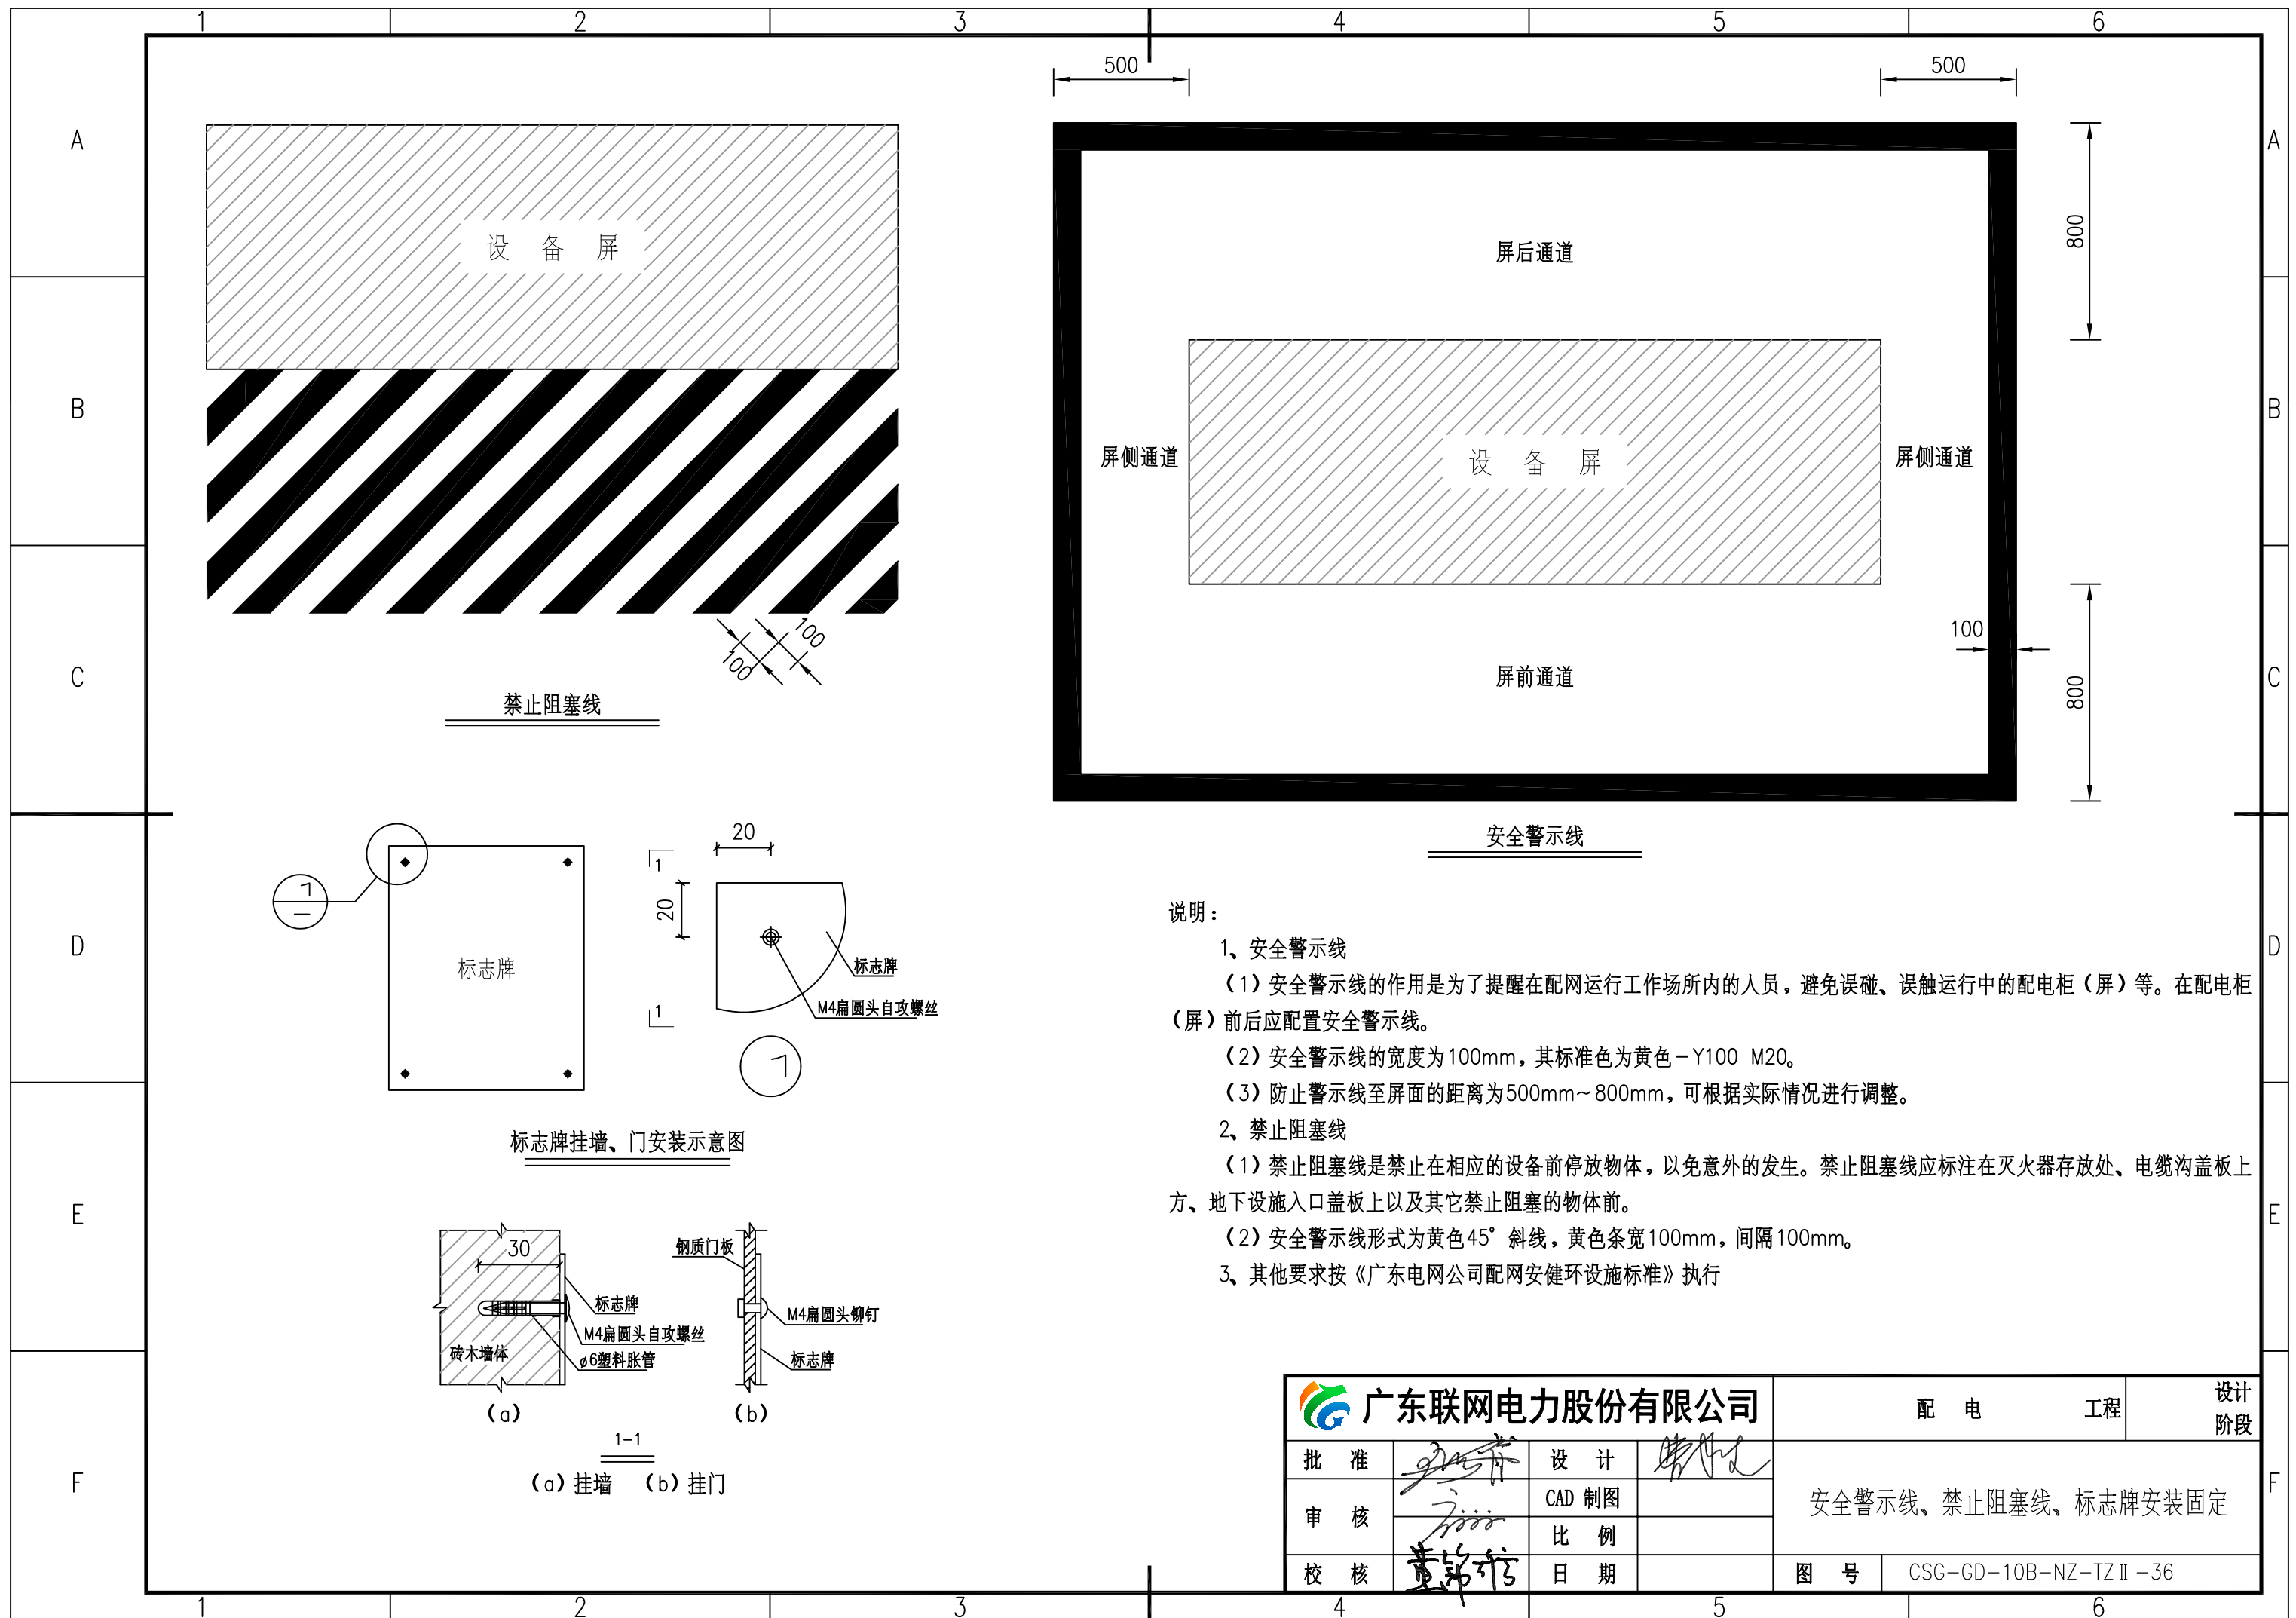 1 2 3 4 5 6
A A
B B
C C
D D
E E
F F
设 备 屏
100
100
禁止阻塞线
500 500
800
屏后通道
屏侧通道 设 备 屏 屏侧通道
100
屏前通道
800
安全警示线
1
标志牌
20
20
1
1
标志牌
M4扁圆头自攻螺丝
1
标志牌挂墙、门安装示意图
30
标志牌
M4扁圆头自攻螺丝
ø6塑料胀管
砖木墙体
(a)
钢质门板
M4扁圆头铆钉
标志牌
(b)
1-1
(a)挂墙 (b)挂门
说明：
1、安全警示线
(1)安全警示线的作用是为了提醒在配网运行工作场所内的人员，避免误碰、误触运行中的配电柜(屏)等。在配电柜
(屏)前后应配置安全警示线。
(2)安全警示线的宽度为100mm，其标准色为黄色-Y100 M20。
(3)防止警示线至屏面的距离为500mm~800mm，可根据实际情况进行调整。
2、禁止阻塞线
(1)禁止阻塞线是禁止在相应的设备前停放物体，以免意外的发生。禁止阻塞线应标注在灭火器存放处、电缆沟盖板上
方、地下设施入口盖板上以及其它禁止阻塞的物体前。
(2)安全警示线形式为黄色45° 斜线，黄色条宽100mm，间隔100mm。
3、其他要求按《广东电网公司配网安健环设施标准》执行
广东联网电力股份有限公司
配 电 工程
设计
阶段
批 准
设 计
审 核
CAD 制图
比 例
校 核
日 期
安全警示线、禁止阻塞线、标志牌安装固定
图 号 CSG-GD-10B-NZ-TZⅡ-36
1 2 3 4 5 6